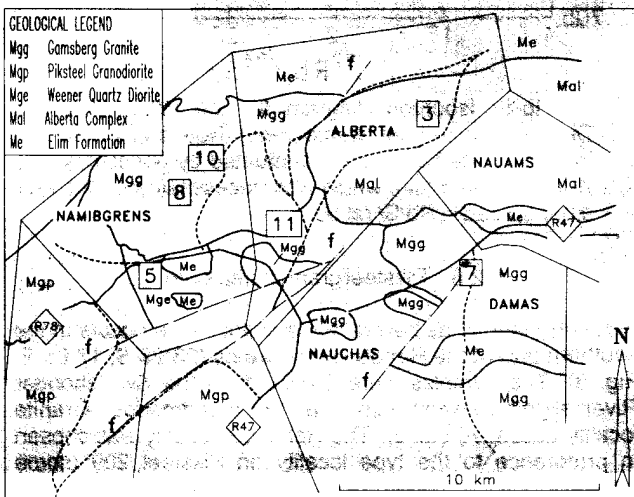 GEOLOGICAL LEGEND
Mgg Gamsberg Granite
Mgp Piksteel Granodiorite
Mge Weener Quartz Diorite
Mal Alberta Complex
Me Elim Formation
Me
f
Me
Mal
Mgg
3
ALBERTA
10
NAUAMS
Mgg
8
Mal
Mal
NAMIBGRENS
11
Me
R47
Mgg
f
Mgg
5
Me
7
Mgg
Mgp
Mge
Me
Mgg
DAMAS
R78
Mgg
N
f
NAUCHAS
Me
Mgp
f
Mgp
Mgg
f
R47
10 km